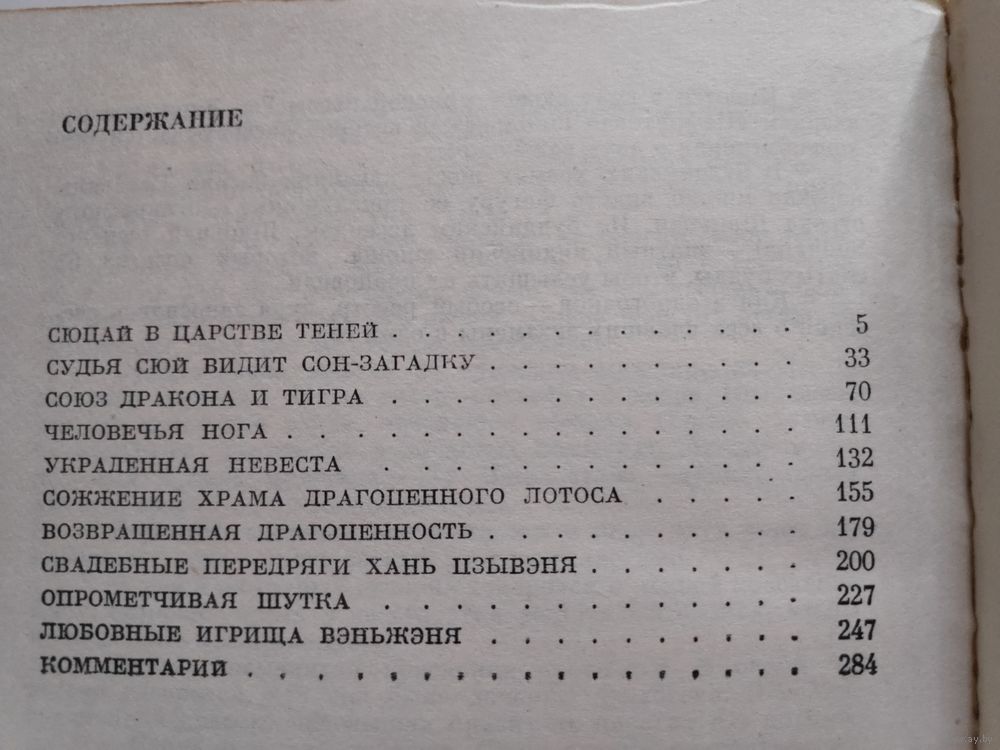 СОДЕРЖАНИЕ
СЮЦАЙ В ЦАРСТВЕ ТЕНЕЙ . . . . . . . . . . . . . 5
СУДЬЯ СЮЙ ВИДИТ СОН-ЗАГАДКУ . . . . . . . . . . 33
СОЮЗ ДРАКОНА И ТИГРА . . . . . . . . . . . . . 70
ЧЕЛОВЕЧЬЯ НОГА . . . . . . . . . . . . . . . . 111
УКРАДЕННАЯ НЕВЕСТА . . . . . . . . . . . . . 132
СОЖЖЕНИЕ ХРАМА ДРАГОЦЕННОГО ЛОТОСА . . . . . 155
ВОЗВРАЩЕННАЯ ДРАГОЦЕННОСТЬ . . . . . . . . . . 179
СВАДЕБНЫЕ ПЕРЕДРЯГИ ХАНЬ ЦЗЫВЭНЯ . . . . . . . 200
ОПРОМЕТЧИВАЯ ШУТКА . . . . . . . . . . . . . 227
ЛЮБОВНЫЕ ИГРИЩА ВЭНЬЖЭНЯ . . . . . . . . . . 247
КОММЕНТАРИЙ . . . . . . . . . . . . . . . . . 284